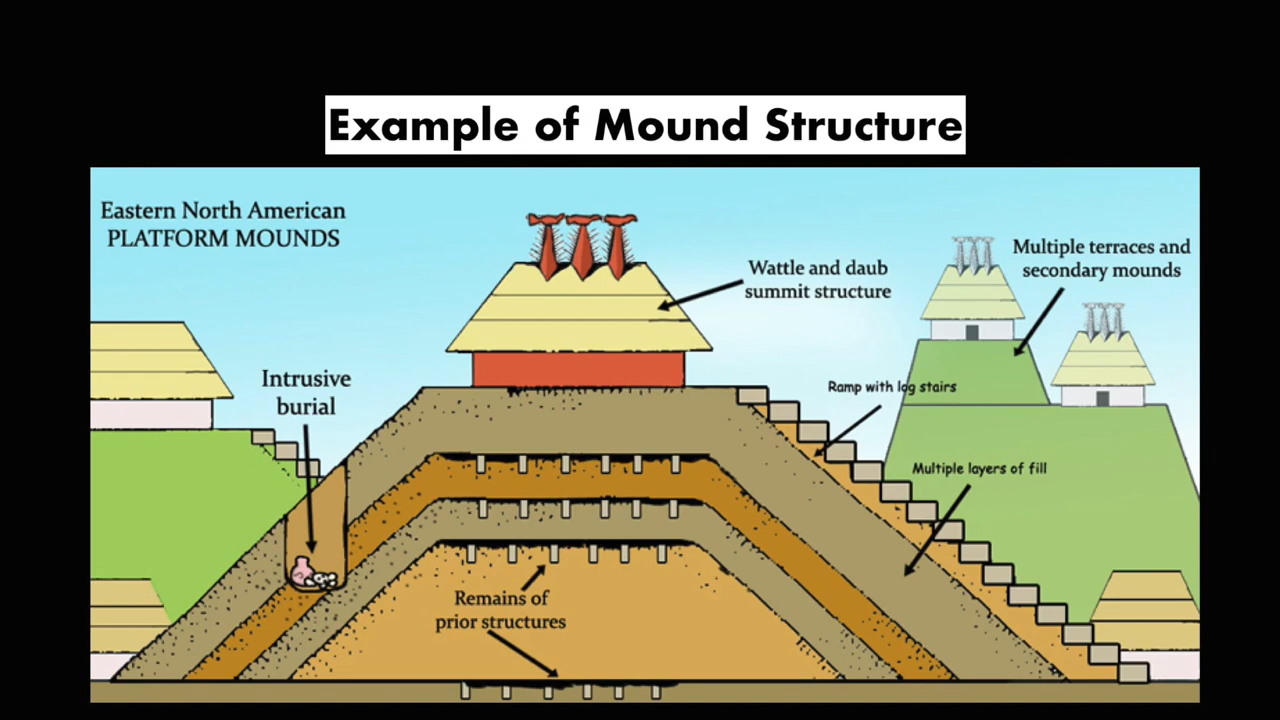 Example of Mound Structure
Eastern North American
PLATFORM MOUNDS
Wattle and daub
summit structure
Multiple terraces and
secondary mounds
Intrusive
burial
Ramp with log stairs
Multiple layers of fill
Remains of
prior structures